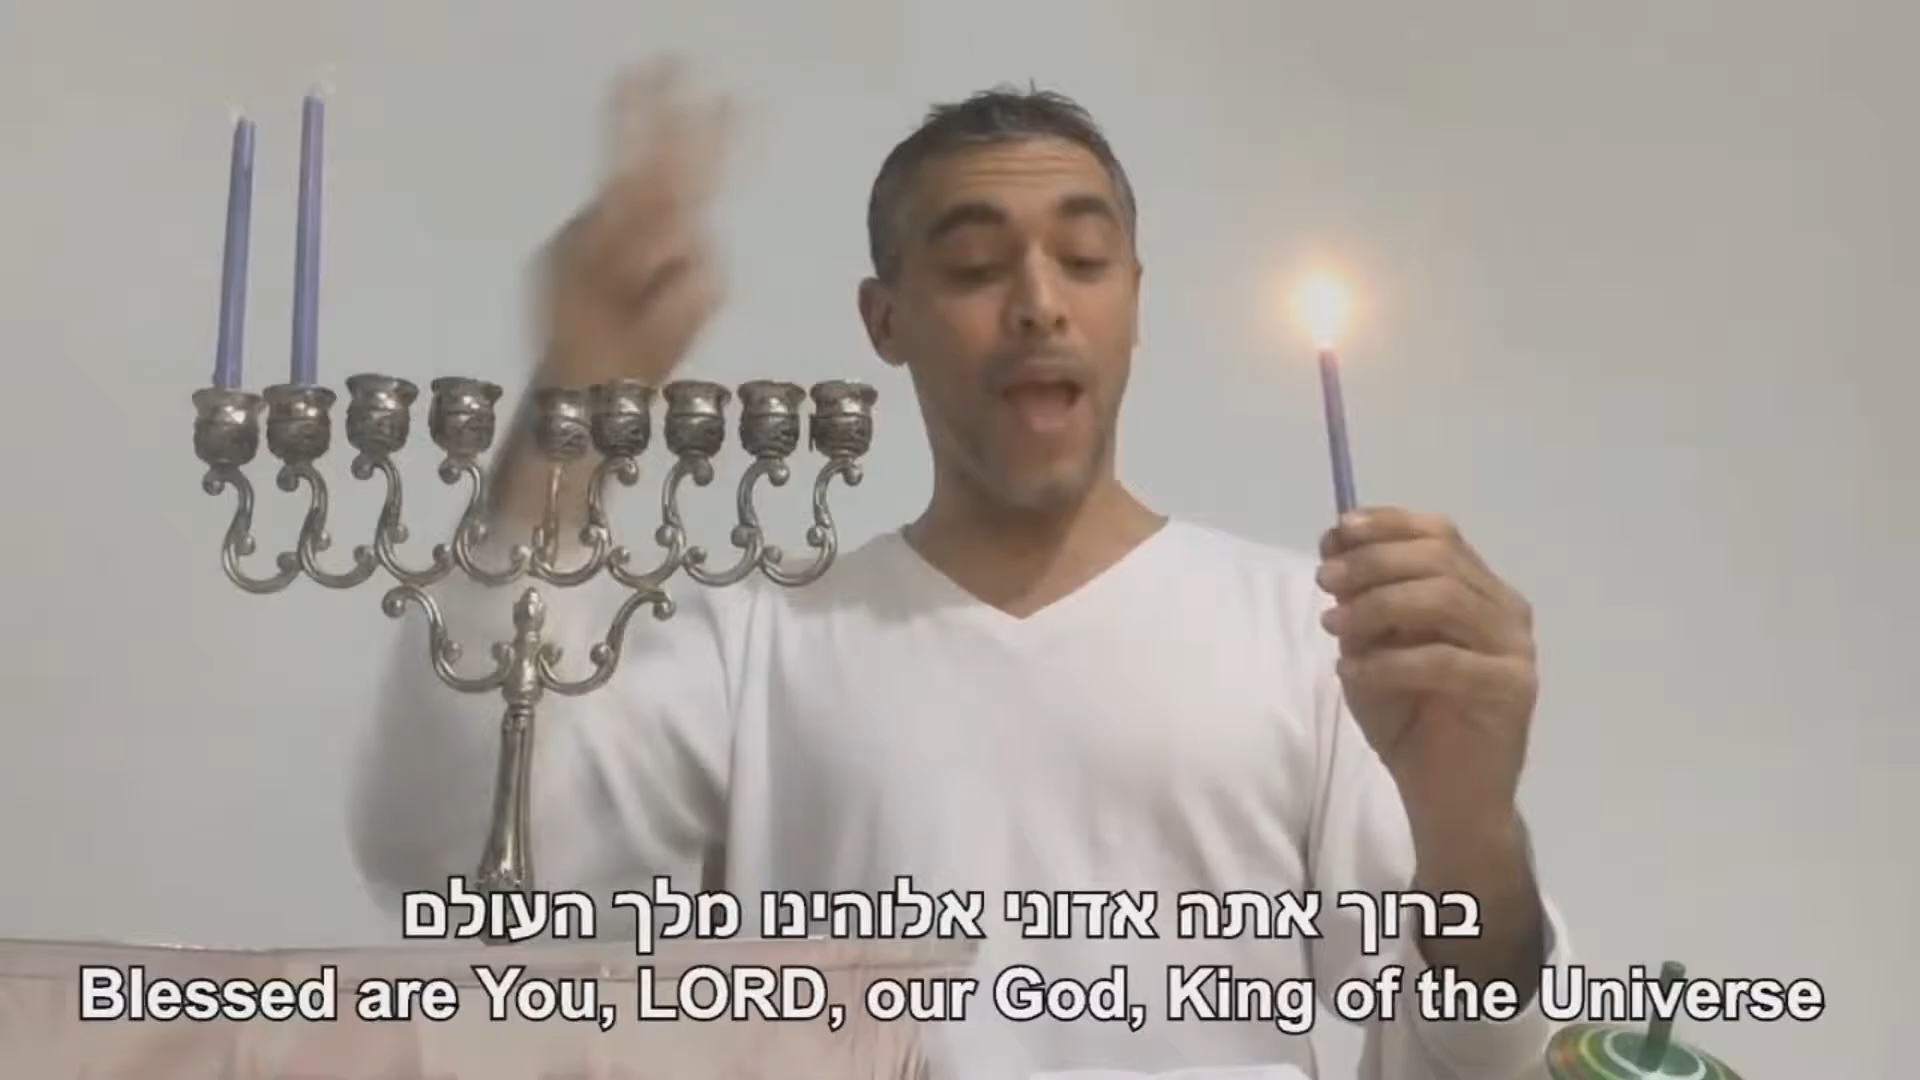 ברוך אתה אדוני אלוהינו מלך העולם
Blessed are You, LORD, our God, King of the Universe